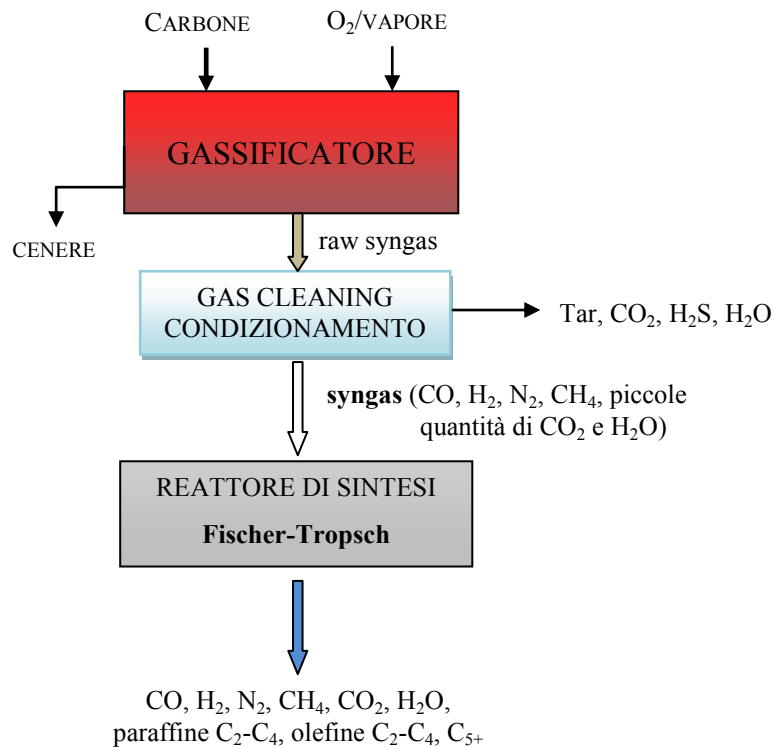 CARBONE
O₂/VAPORE
GASSIFICATORE
CENERE
raw syngas
GAS CLEANING
CONDIZIONAMENTO
Tar, CO₂, H₂S, H₂O
syngas (CO, H₂, N₂, CH₄, piccole
quantità di CO₂ e H₂O)
REATTORE DI SINTESI
Fischer-Tropsch
CO, H₂, N₂, CH₄, CO₂, H₂O,
paraffine C₂-C₄, olefine C₂-C₄, C₅₊